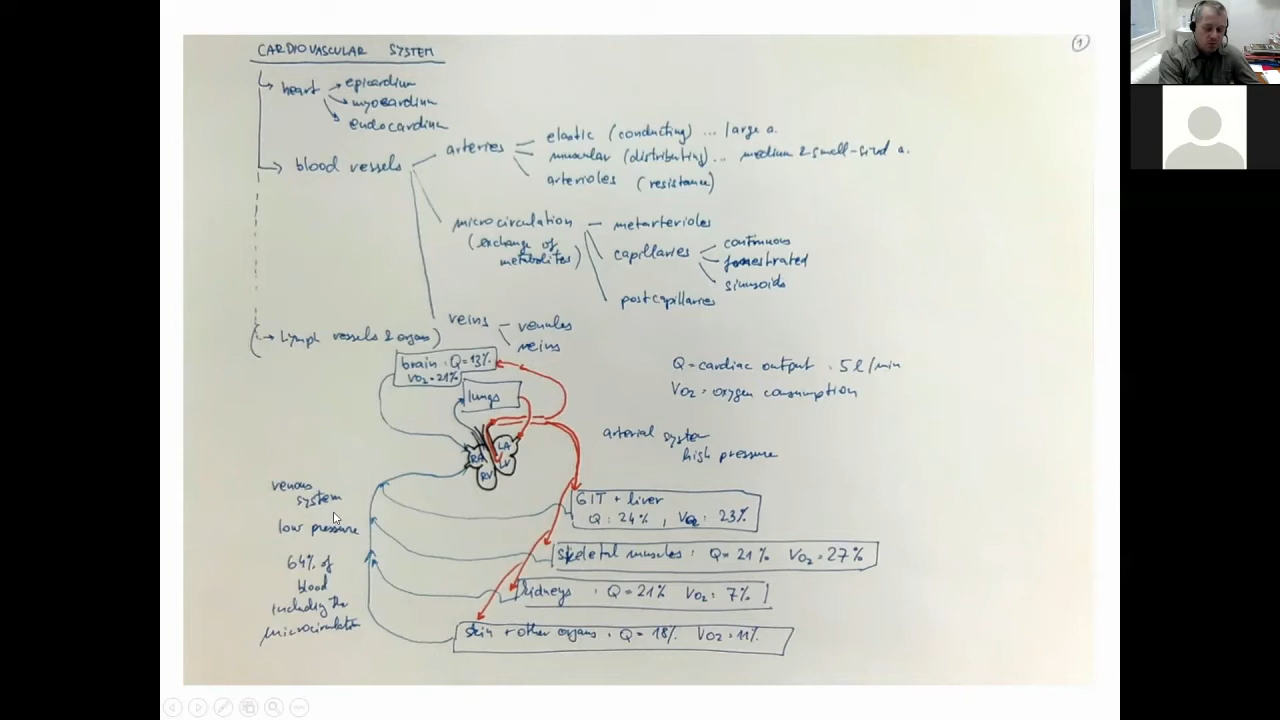 1
CARDIOVASCULAR SYSTEM
heart
epicardium
myocardium
endocardium
blood vessels
arteries
elastic (conducting) ... large a.
muscular (distributing) ... medium & small-sized a.
arterioles (resistance)
microcirculation
(exchange of
metabolites)
metarterioles
capillaries
continuous
fenestrated
sinusoids
postcapillaries
veins
venules
veins
(→ Lymph vessels & organs)
brain : Q = 13%
VO2 = 21%
lungs
RA
LA
RV
LV
Q = cardiac output : 5 l/min
VO2 = oxygen consumption
arterial system
high pressure
venous
system
low pressure
64% of
blood
including the
microcirculation
GIT + liver
Q : 24% , VO2 : 23%
skeletal muscles : Q = 21% VO2 = 27%
kidneys : Q = 21% VO2 : 7%
skin + other organs : Q = 18% VO2 = 11%